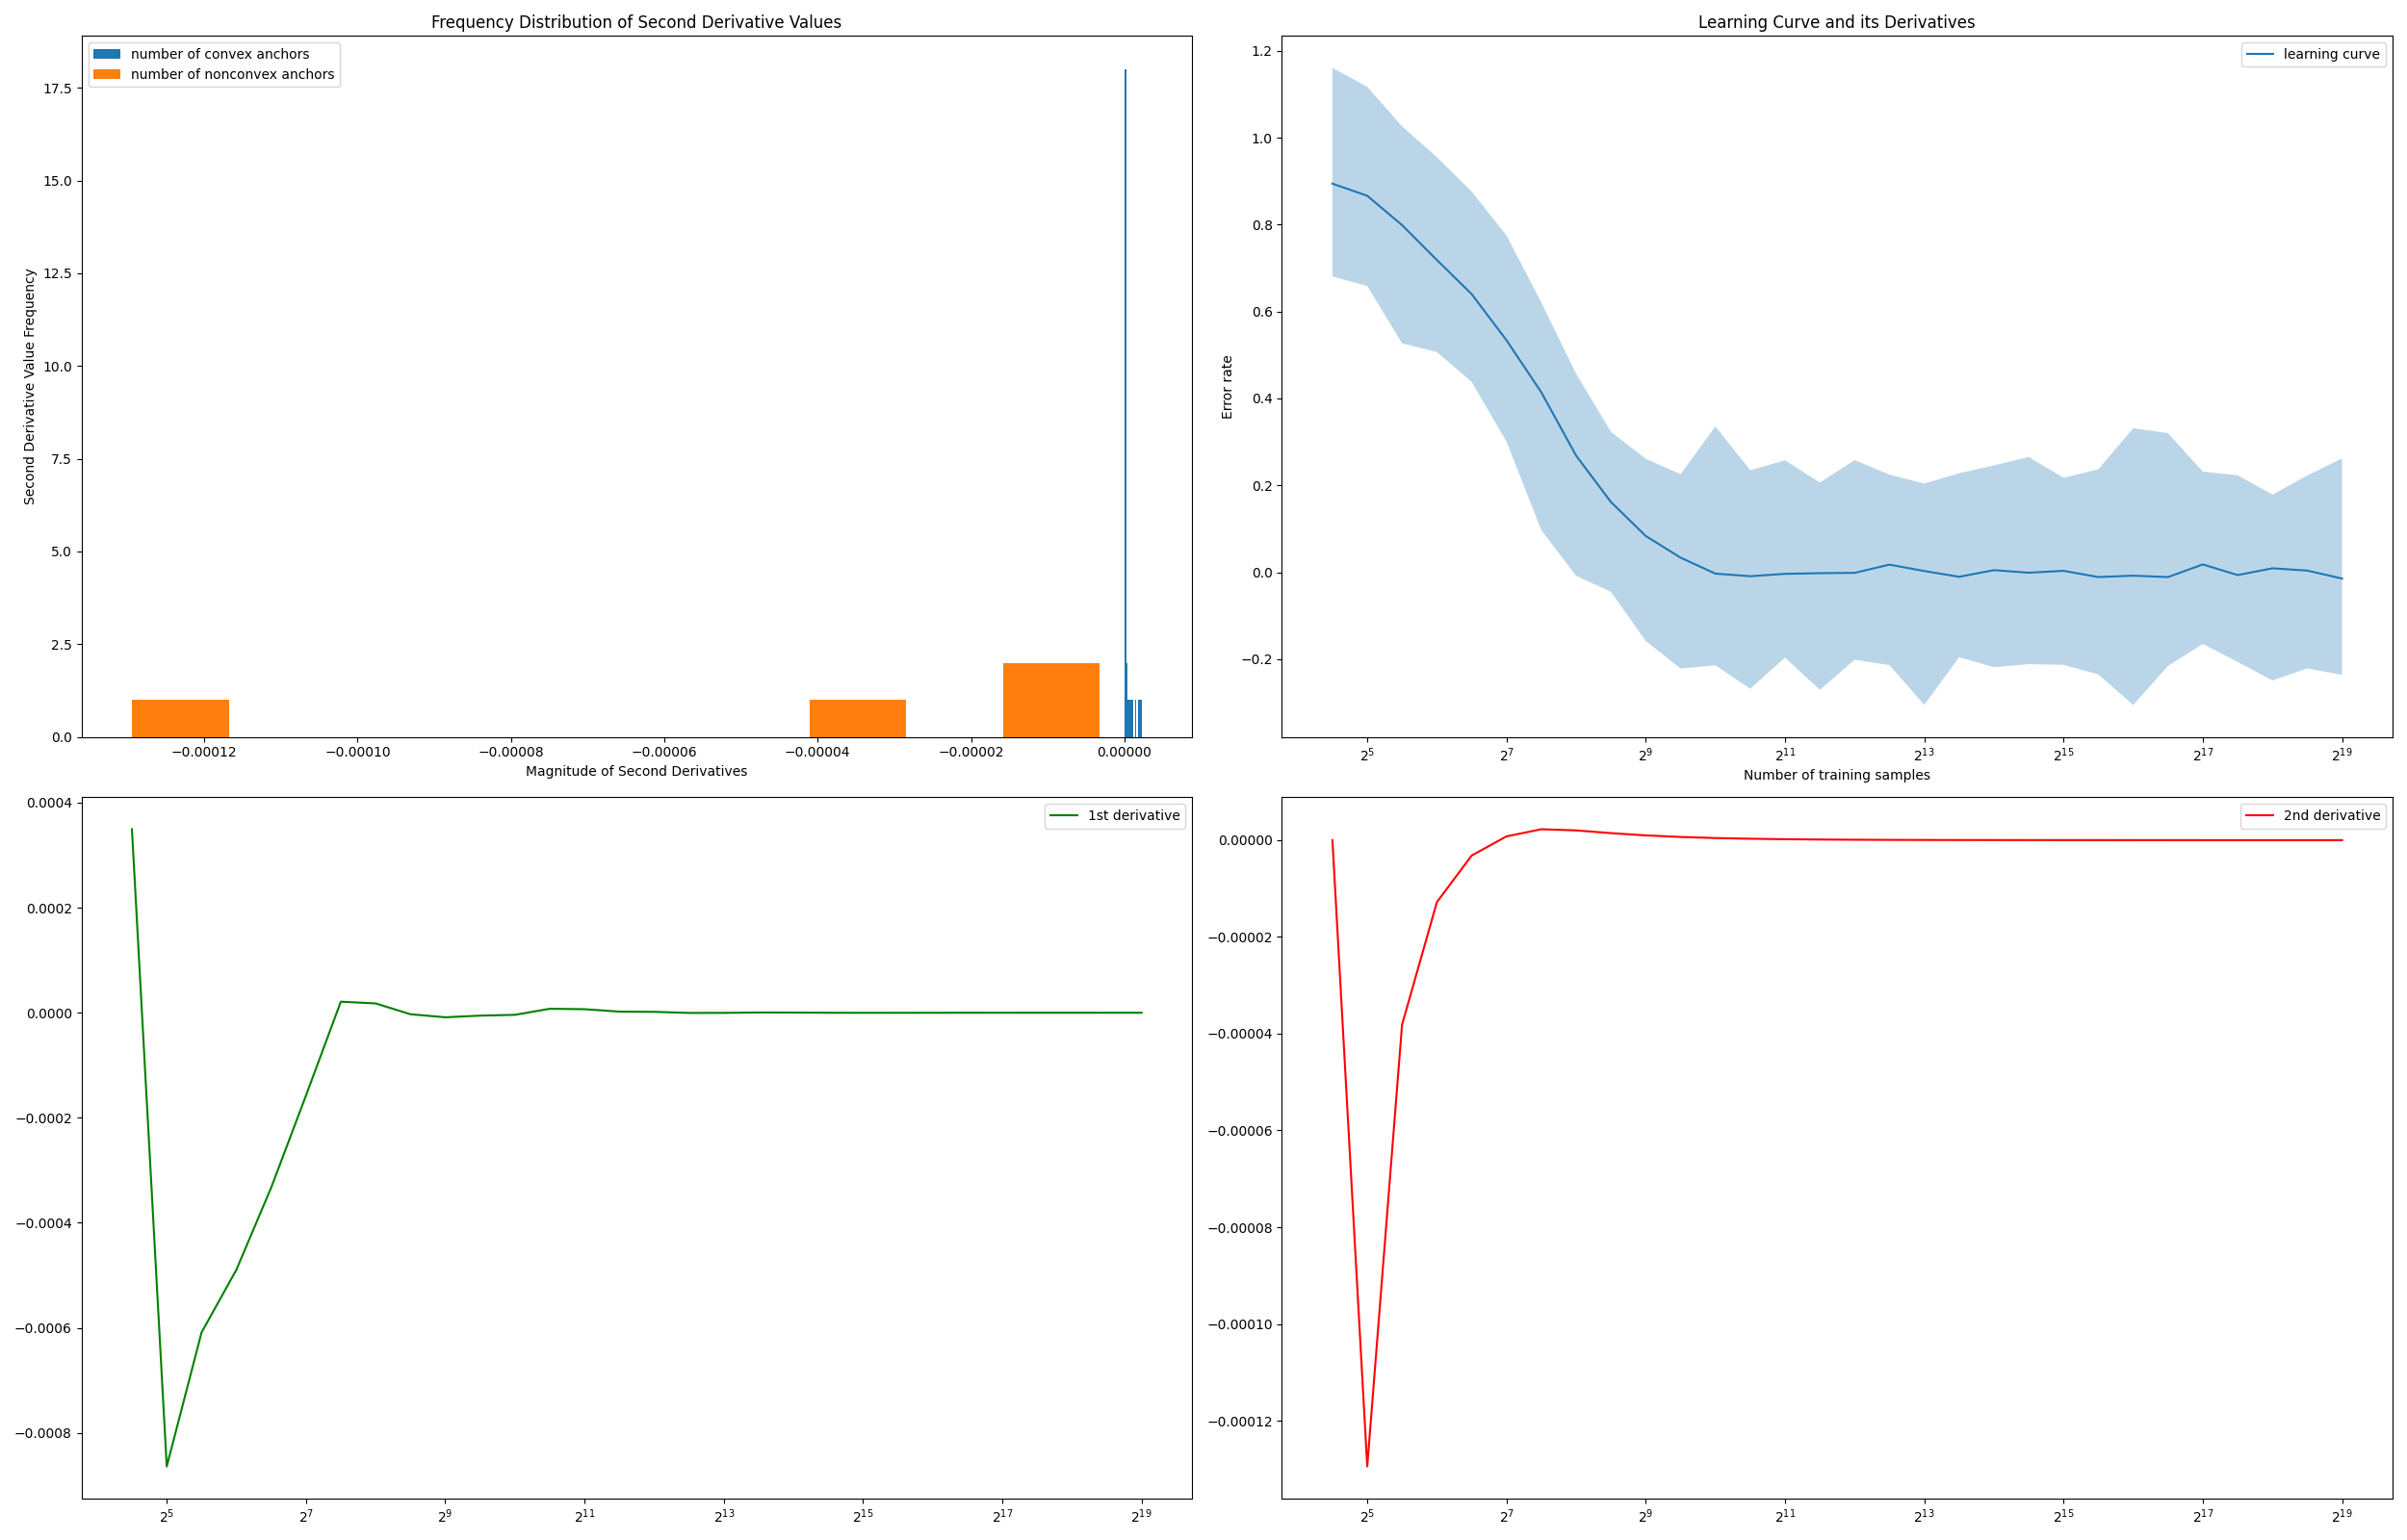 Frequency Distribution of Second Derivative Values
number of convex anchors
number of nonconvex anchors
17.5
15.0
12.5
10.0
7.5
5.0
2.5
0.0
Second Derivative Value Frequency
−0.00012 −0.00010 −0.00008 −0.00006 −0.00004 −0.00002 0.00000
Magnitude of Second Derivatives
Learning Curve and its Derivatives
learning curve
1.2
1.0
0.8
0.6
0.4
0.2
0.0
−0.2
Error rate
2^5 2^7 2^9 2^11 2^13 2^15 2^17 2^19
Number of training samples
1st derivative
0.0004
0.0002
0.0000
−0.0002
−0.0004
−0.0006
−0.0008
2^5 2^7 2^9 2^11 2^13 2^15 2^17 2^19
2nd derivative
0.00000
−0.00002
−0.00004
−0.00006
−0.00008
−0.00010
−0.00012
2^5 2^7 2^9 2^11 2^13 2^15 2^17 2^19